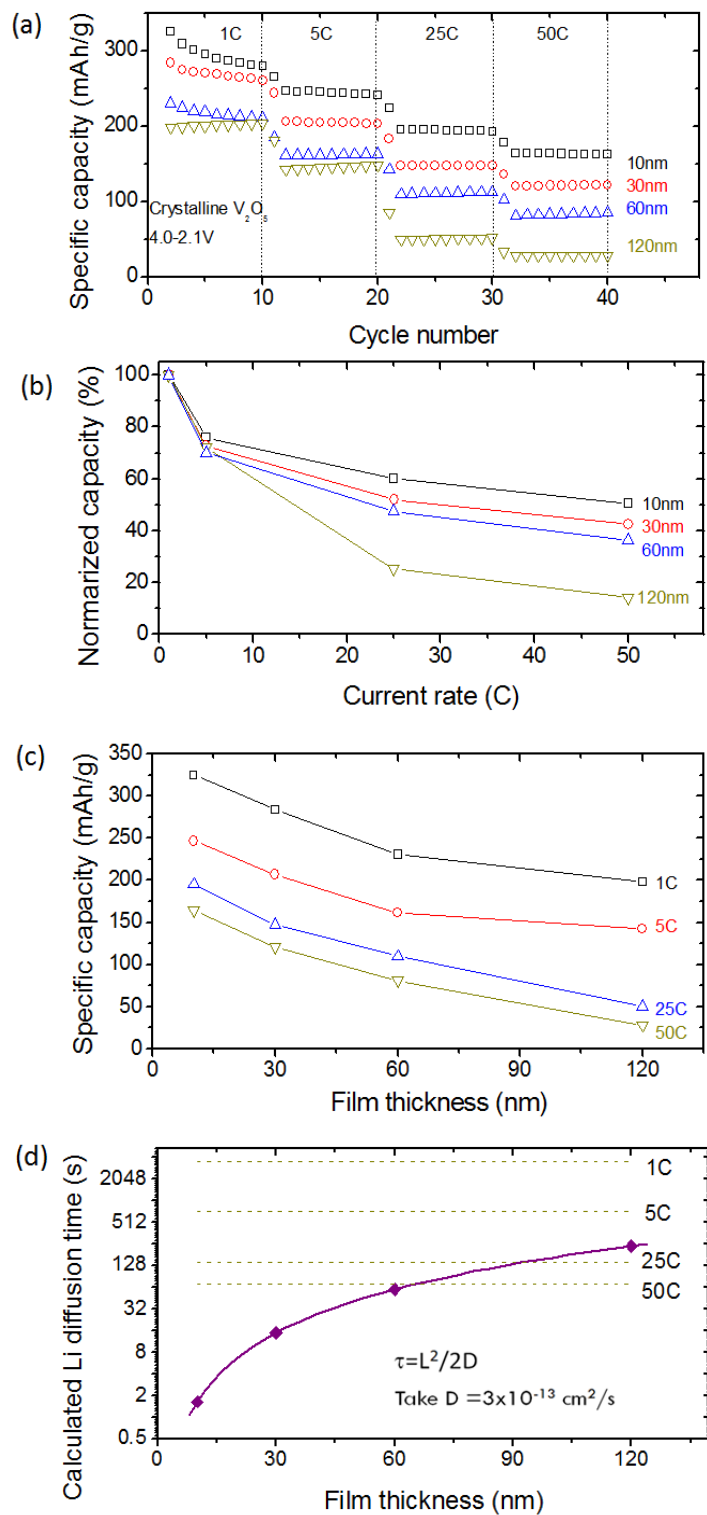 (a)
1C 5C 25C 50C
300
200
100
0
Specific capacity (mAh/g)
10nm
30nm
60nm
120nm
Crystalline V₂O₅
4.0-2.1V
0 10 20 30 40
Cycle number
(b)
100
80
60
40
20
0
Normarized capacity (%)
10nm
30nm
60nm
120nm
0 10 20 30 40 50
Current rate (C)
(c)
350
300
250
200
150
100
50
0
Specific capacity (mAh/g)
1C
5C
25C
50C
0 30 60 90 120
Film thickness (nm)
(d)
2048
512
128
32
8
2
0.5
Calculated Li diffusion time (s)
1C
5C
25C
50C
τ=L²/2D
Take D =3x10⁻¹³ cm²/s
0 30 60 90 120
Film thickness (nm)